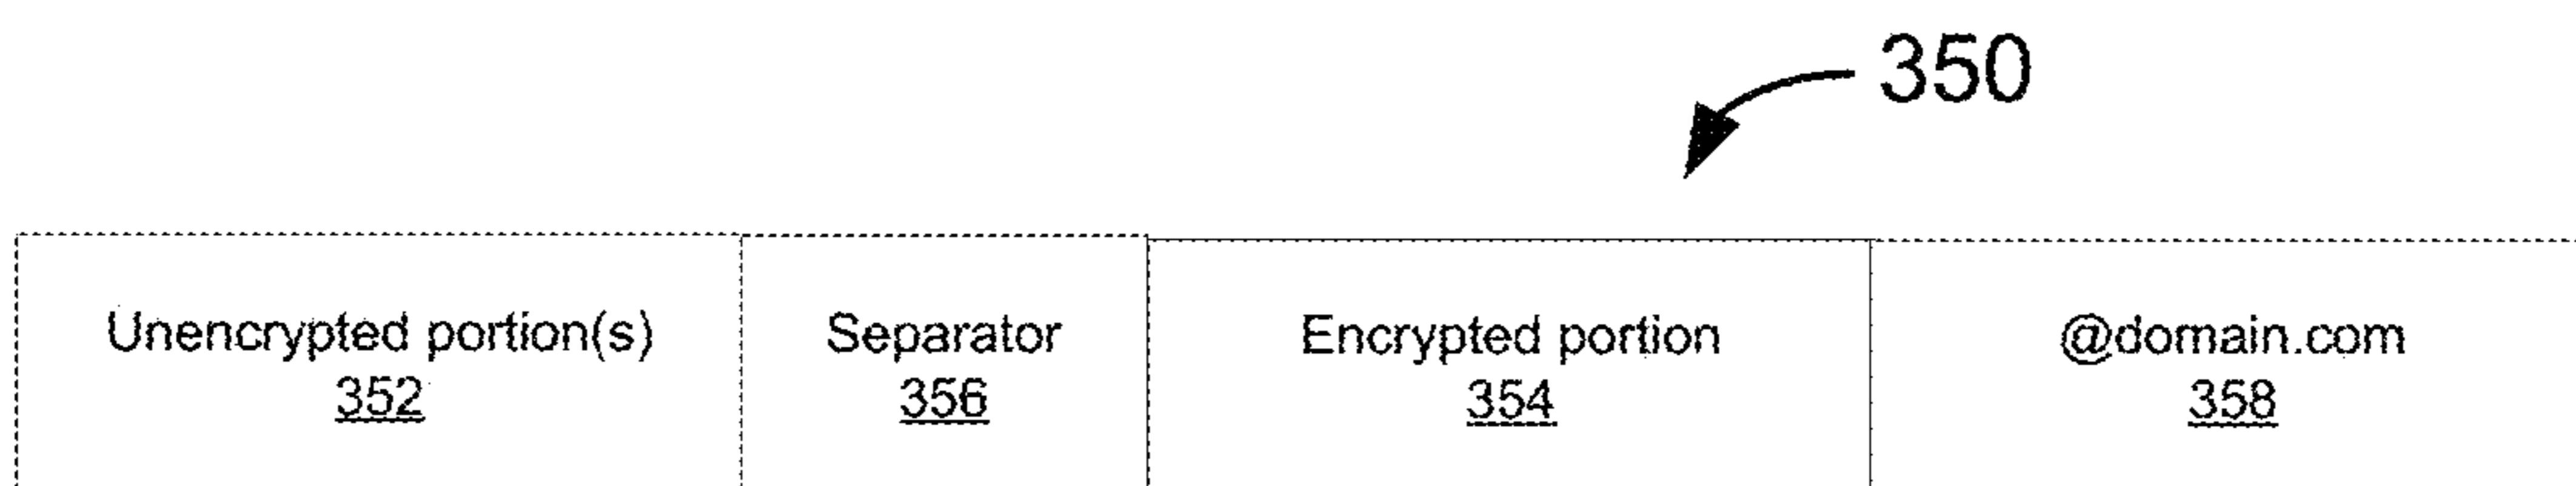 350
Unencrypted portion(s)
352
Separator
356
Encrypted portion
354
@domain.com
358